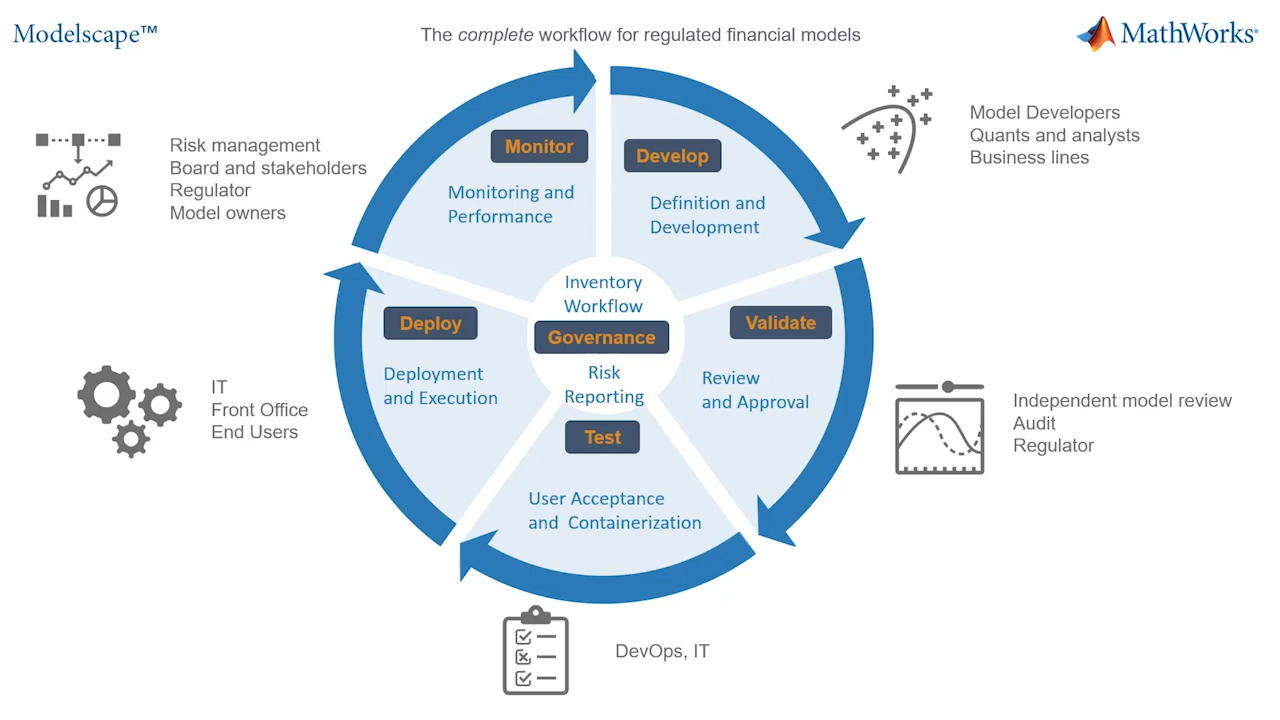 Modelscape™
The complete workflow for regulated financial models
MathWorks®
Monitor
Monitoring and
Performance
Develop
Definition and
Development
Model Developers
Quants and analysts
Business lines
Risk management
Board and stakeholders
Regulator
Model owners
Inventory
Workflow
Governance
Risk
Reporting
Deploy
Deployment
and Execution
Validate
Review
and Approval
IT
Front Office
End Users
Independent model review
Audit
Regulator
Test
User Acceptance
and  Containerization
DevOps, IT